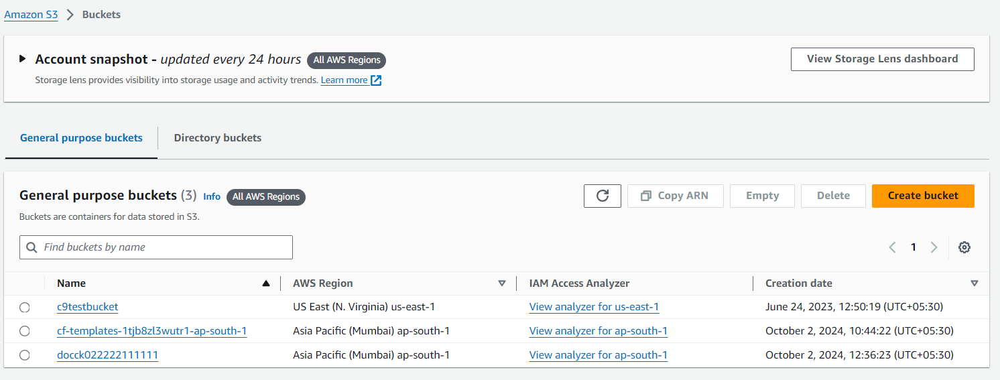 Amazon S3 > Buckets
Account snapshot - updated every 24 hours All AWS Regions View Storage Lens dashboard
Storage lens provides visibility into storage usage and activity trends. Learn more
General purpose buckets Directory buckets
General purpose buckets (3) Info All AWS Regions Copy ARN Empty Delete Create bucket
Buckets are containers for data stored in S3.
Find buckets by name 1
Name AWS Region IAM Access Analyzer Creation date
c9testbucket US East (N. Virginia) us-east-1 View analyzer for us-east-1 June 24, 2023, 12:50:19 (UTC+05:30)
cf-templates-1tjb8zl3wutr1-ap-south-1 Asia Pacific (Mumbai) ap-south-1 View analyzer for ap-south-1 October 2, 2024, 10:44:22 (UTC+05:30)
docck022222111111 Asia Pacific (Mumbai) ap-south-1 View analyzer for ap-south-1 October 2, 2024, 12:36:23 (UTC+05:30)